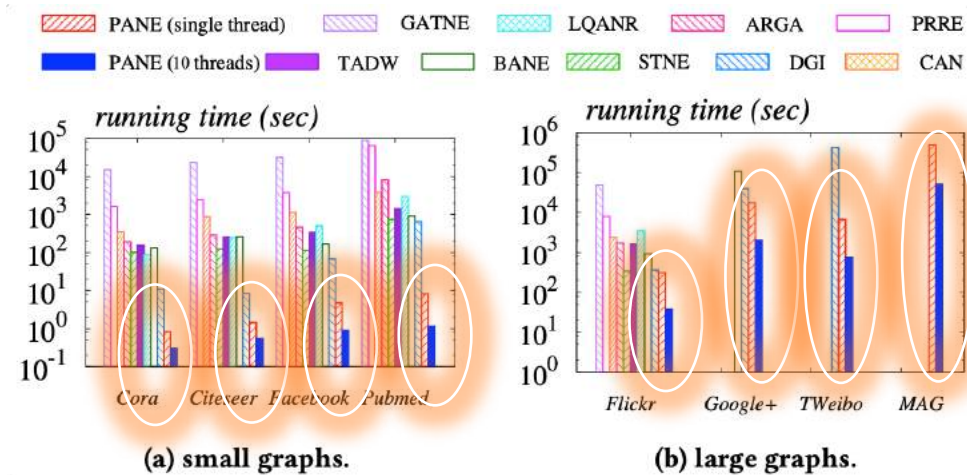 PANE (single thread) GATNE LQANR ARGA PRRE
PANE (10 threads) TADW BANE STNE DGI CAN
running time (sec)
10^5
10^4
10^3
10^2
10^1
10^0
10^-1
Cora Citeseer Facebook Pubmed
(a) small graphs.
running time (sec)
10^6
10^5
10^4
10^3
10^2
10^1
10^0
Flickr Google+ TWeibo MAG
(b) large graphs.